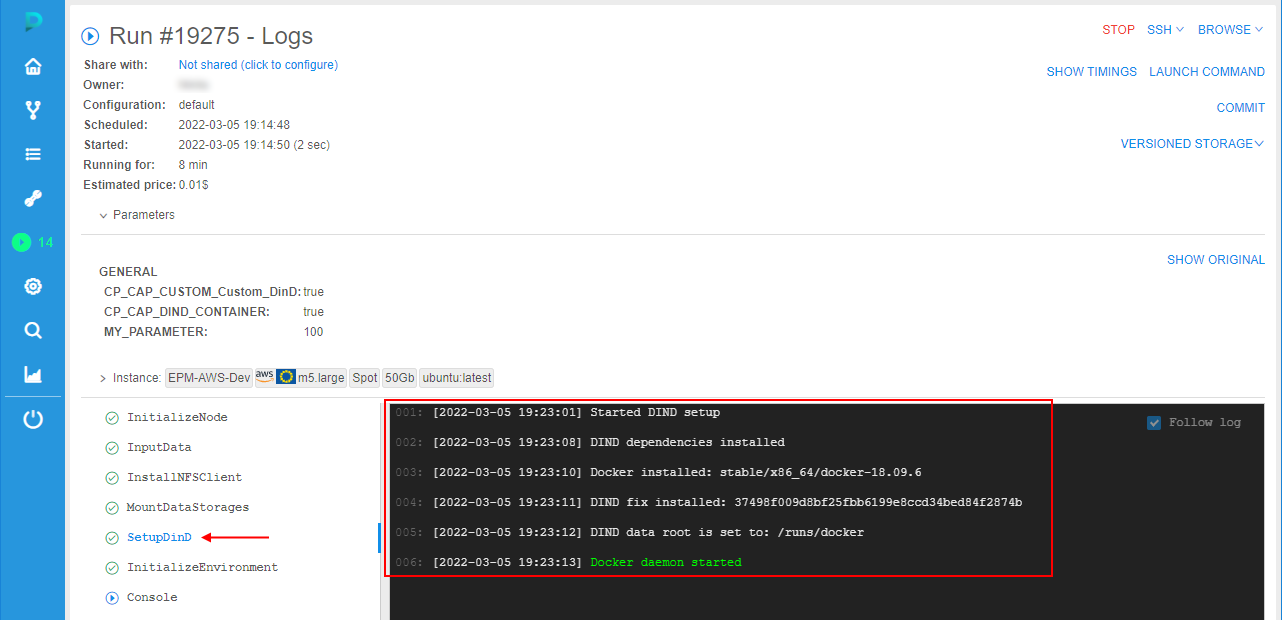 Run #19275 - Logs
STOP SSH BROWSE
Share with: Not shared (click to configure)
SHOW TIMINGS LAUNCH COMMAND
Owner:
Configuration: default
COMMIT
Scheduled: 2022-03-05 19:14:48
Started: 2022-03-05 19:14:50 (2 sec)
VERSIONED STORAGE
Running for: 8 min
Estimated price: 0.01$
Parameters
14
SHOW ORIGINAL
GENERAL
CP_CAP_CUSTOM_Custom_DinD: true
CP_CAP_DIND_CONTAINER: true
MY_PARAMETER: 100
Instance: EPM-AWS-Dev aws m5.large Spot 50Gb ubuntu:latest
InitializeNode
InputData
InstallNFSClient
MountDataStorages
SetupDinD
InitializeEnvironment
Console
001: [2022-03-05 19:23:01] Started DIND setup
Follow log
002: [2022-03-05 19:23:08] DIND dependencies installed
003: [2022-03-05 19:23:10] Docker installed: stable/x86_64/docker-18.09.6
004: [2022-03-05 19:23:11] DIND fix installed: 37498f009d8bf25fbb6199e8ccd34bed84f2874b
005: [2022-03-05 19:23:12] DIND data root is set to: /runs/docker
006: [2022-03-05 19:23:13] Docker daemon started